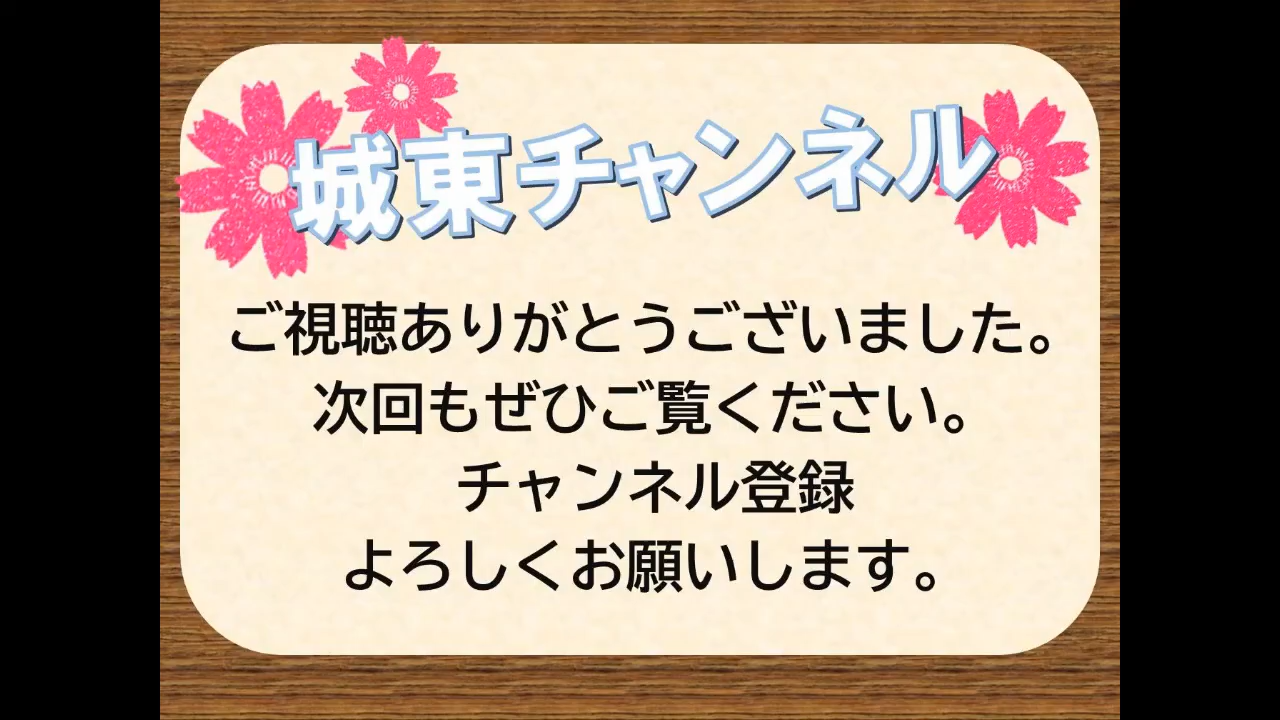 城東チャンネル
ご視聴ありがとうございました。
次回もぜひご覧ください。
チャンネル登録
よろしくお願いします。